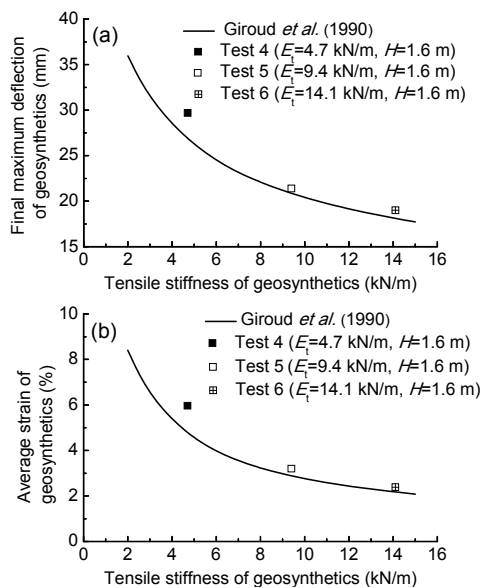 (a)
Giroud et al. (1990)
Test 4 (Et=4.7 kN/m, H=1.6 m)
Test 5 (Et=9.4 kN/m, H=1.6 m)
Test 6 (Et=14.1 kN/m, H=1.6 m)
Final maximum deflection
of geosynthetics (mm)
40
35
30
25
20
15
0 2 4 6 8 10 12 14 16
Tensile stiffness of geosynthetics (kN/m)
(b)
Giroud et al. (1990)
Test 4 (Et=4.7 kN/m, H=1.6 m)
Test 5 (Et=9.4 kN/m, H=1.6 m)
Test 6 (Et=14.1 kN/m, H=1.6 m)
Average strain of
geosynthetics (%)
10
8
6
4
2
0
0 2 4 6 8 10 12 14 16
Tensile stiffness of geosynthetics (kN/m)